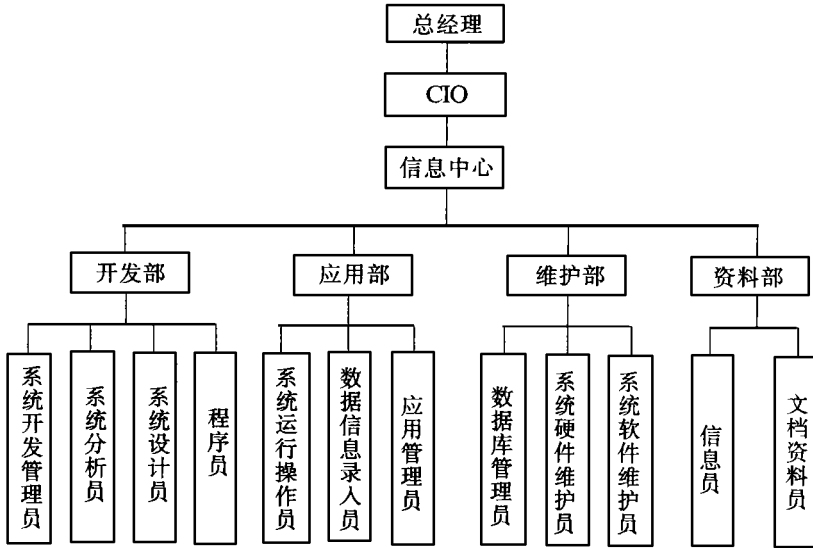 总经理
CIO
信息中心
开发部
应用部
维护部
资料部
系统开发管理员
系统分析员
系统设计员
程序员
系统运行操作员
数据信息录入员
应用管理员
数据库管理员
系统硬件维护员
系统软件维护员
信息员
文档资料员